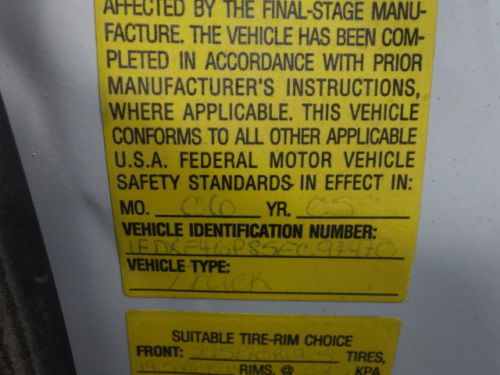 AFFECTED BY THE FINAL-STAGE MANU-
FACTURE. THE VEHICLE HAS BEEN COM-
PLETED IN ACCORDANCE WITH PRIOR
MANUFACTURER'S INSTRUCTIONS,
WHERE APPLICABLE. THIS VEHICLE
CONFORMS TO ALL OTHER APPLICABLE
U.S.A. FEDERAL MOTOR VEHICLE
SAFETY STANDARDS IN EFFECT IN:
MO. 06 YR. 05
VEHICLE IDENTIFICATION NUMBER:
VEHICLE TYPE:
Truck
SUITABLE TIRE-RIM CHOICE
FRONT: TIRES,
RIMS. @ KPA